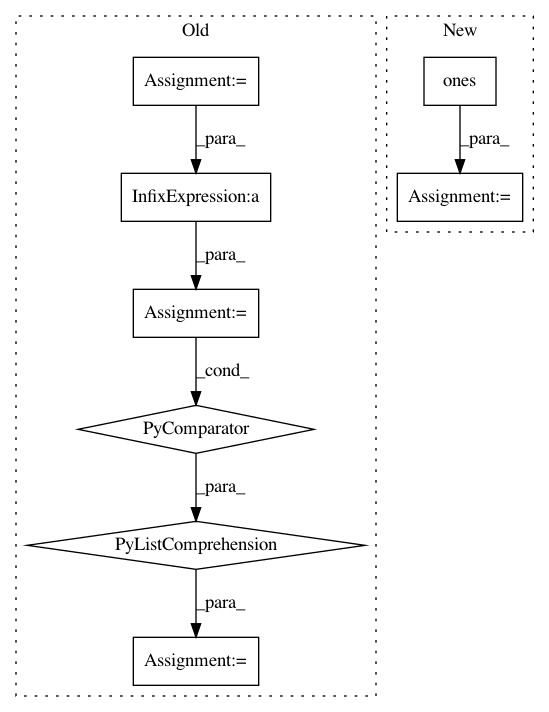 Old
New
Assignment:=
ones
_para_
_para_
InfixExpression:a
Assignment:=
_para_
Assignment:=
_cond_
PyComparator
_para_
PyListComprehension
_para_
Assignment:=